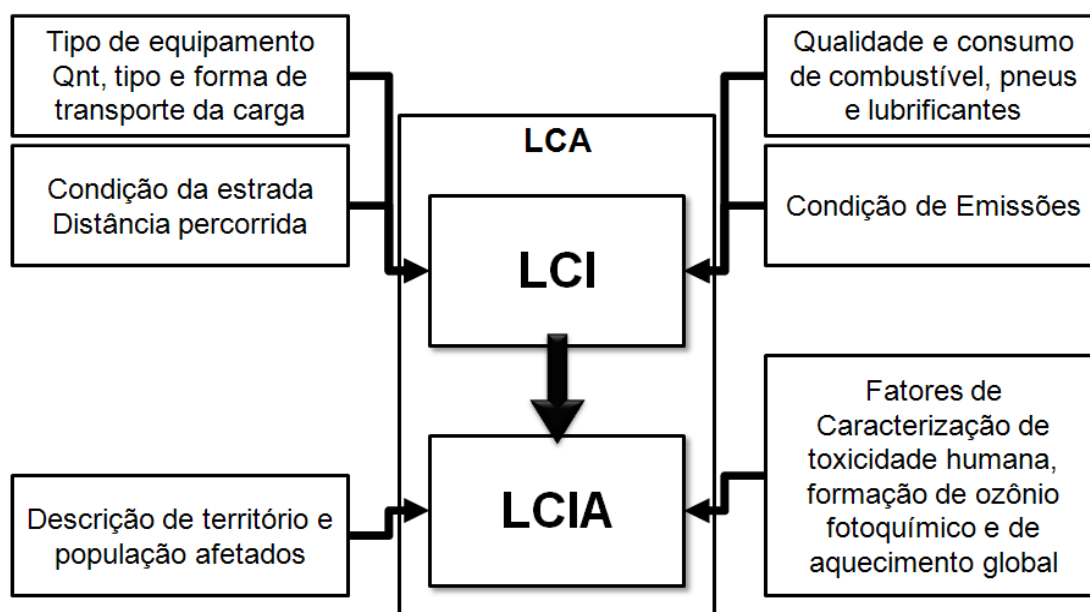 Tipo de equipamento
Qnt, tipo e forma de
transporte da carga
Condição da estrada
Distância percorrida
Qualidade e consumo
de combustível, pneus
e lubrificantes
Condição de Emissões
LCA
LCI
LCIA
Descrição de território e
população afetados
Fatores de
Caracterização de
toxicidade humana,
formação de ozônio
fotoquímico e de
aquecimento global